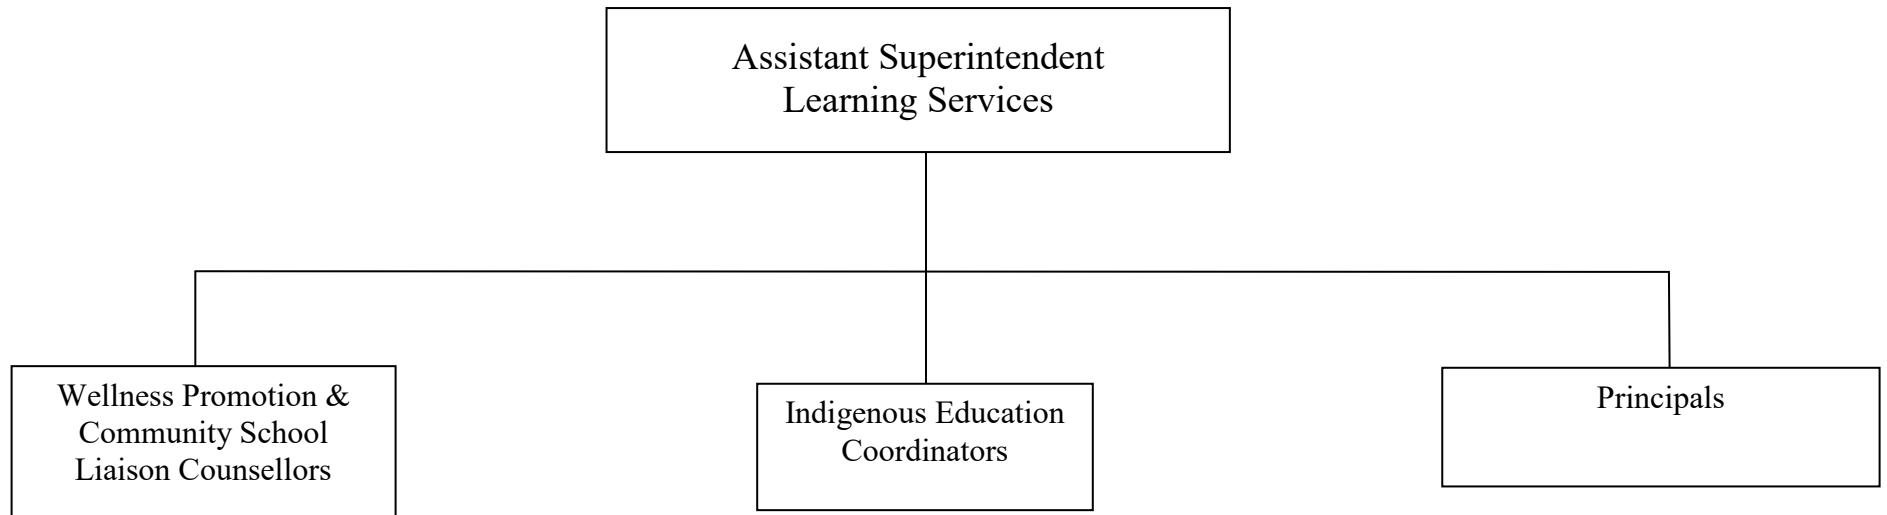 Assistant Superintendent
Learning Services
Wellness Promotion &
Community School
Liaison Counsellors
Indigenous Education
Coordinators
Principals